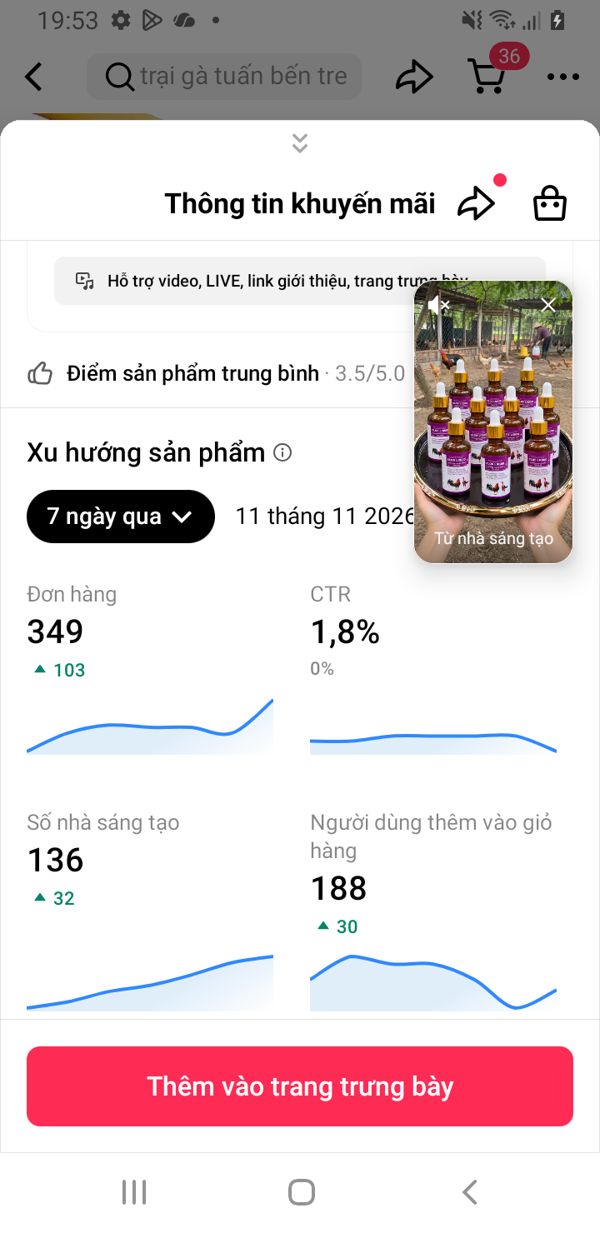 19:53
trại gà tuấn bến tre
36
Thông tin khuyến mãi
Hỗ trợ video, LIVE, link giới thiệu, trang trưng bày
Điểm sản phẩm trung bình · 3.5/5.0
Xu hướng sản phẩm
7 ngày qua
11 tháng 11 2026
Từ nhà sáng tạo
Đơn hàng
349
103
CTR
1,8%
0%
Số nhà sáng tạo
136
32
Người dùng thêm vào giỏ
hàng
188
30
Thêm vào trang trưng bày